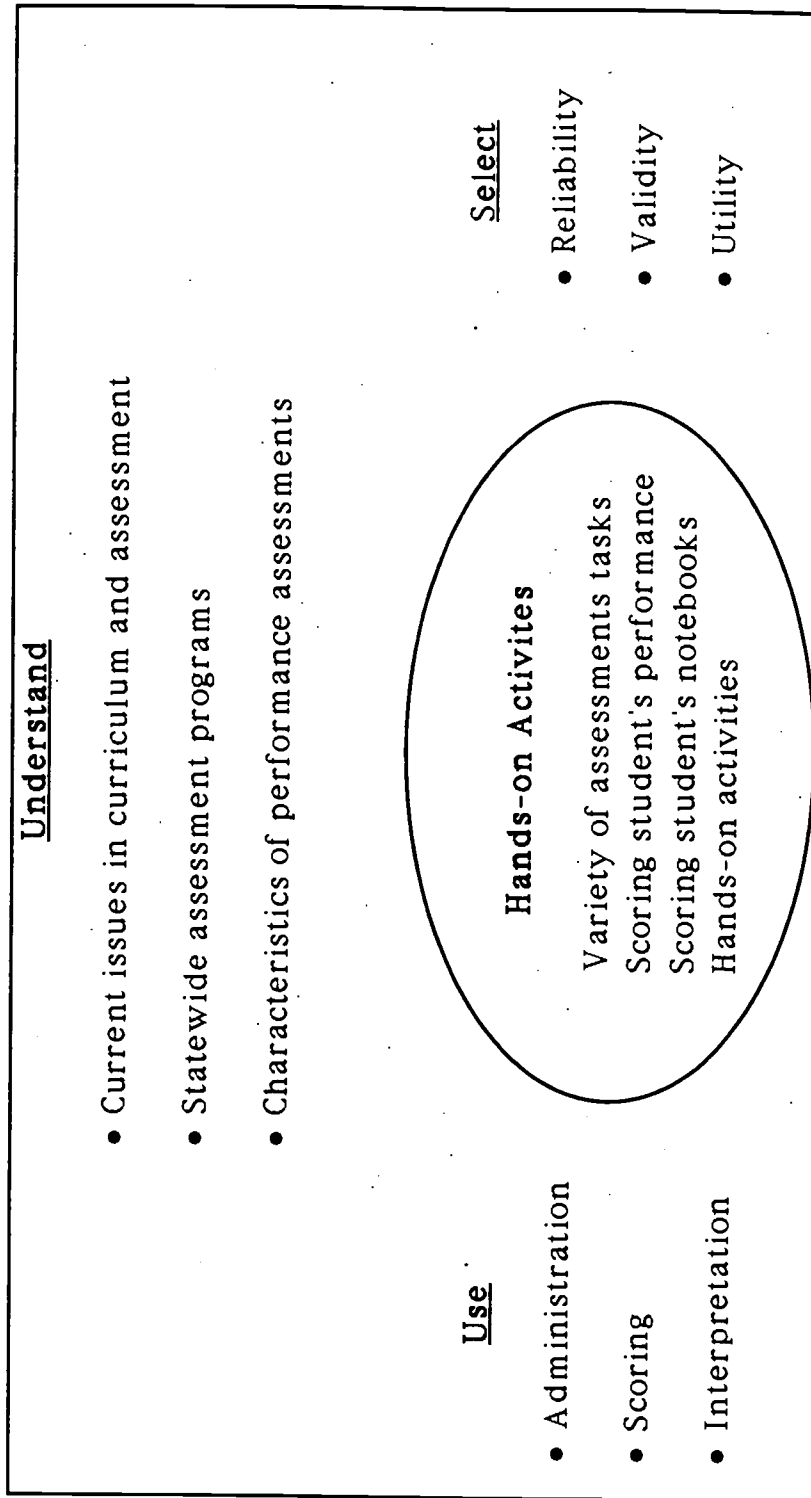 Understand
• Current issues in curriculum and assessment
• Statewide assessment programs
• Characteristics of performance assessments
Use
• Administration
• Scoring
• Interpretation
Hands-on Activites
Variety of assessments tasks
Scoring student's performance
Scoring student's notebooks
Hands-on activities
Select
• Reliability
• Validity
• Utility